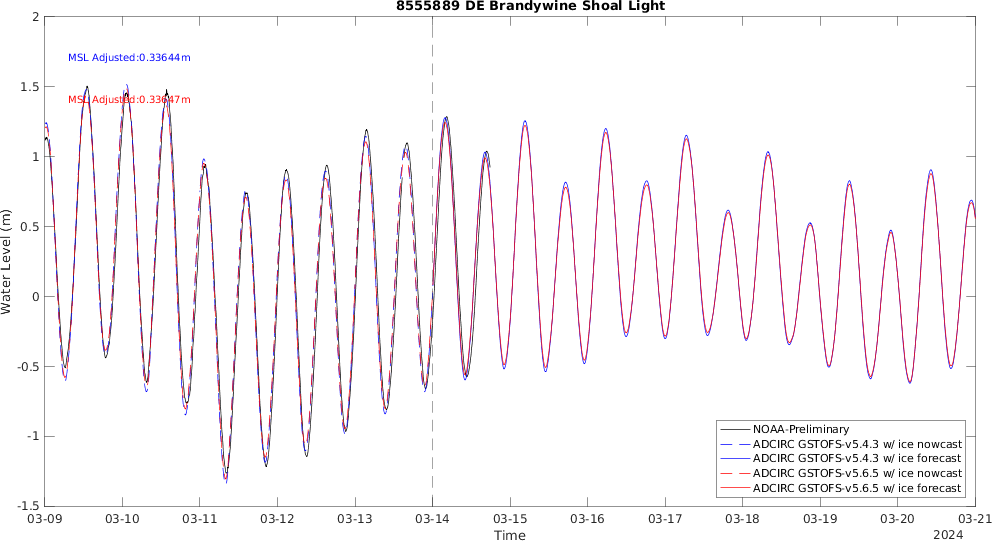 8555889 DE Brandywine Shoal Light
2
1.5
1
0.5
0
-0.5
-1
-1.5
Water Level (m)
MSL Adjusted:0.33644m
MSL Adjusted:0.33647m
NOAA-Preliminary
ADCIRC GSTOFS-v5.4.3 w/ ice nowcast
ADCIRC GSTOFS-v5.4.3 w/ ice forecast
ADCIRC GSTOFS-v5.6.5 w/ ice nowcast
ADCIRC GSTOFS-v5.6.5 w/ ice forecast
03-09 03-10 03-11 03-12 03-13 03-14 03-15 03-16 03-17 03-18 03-19 03-20 03-21
Time
2024